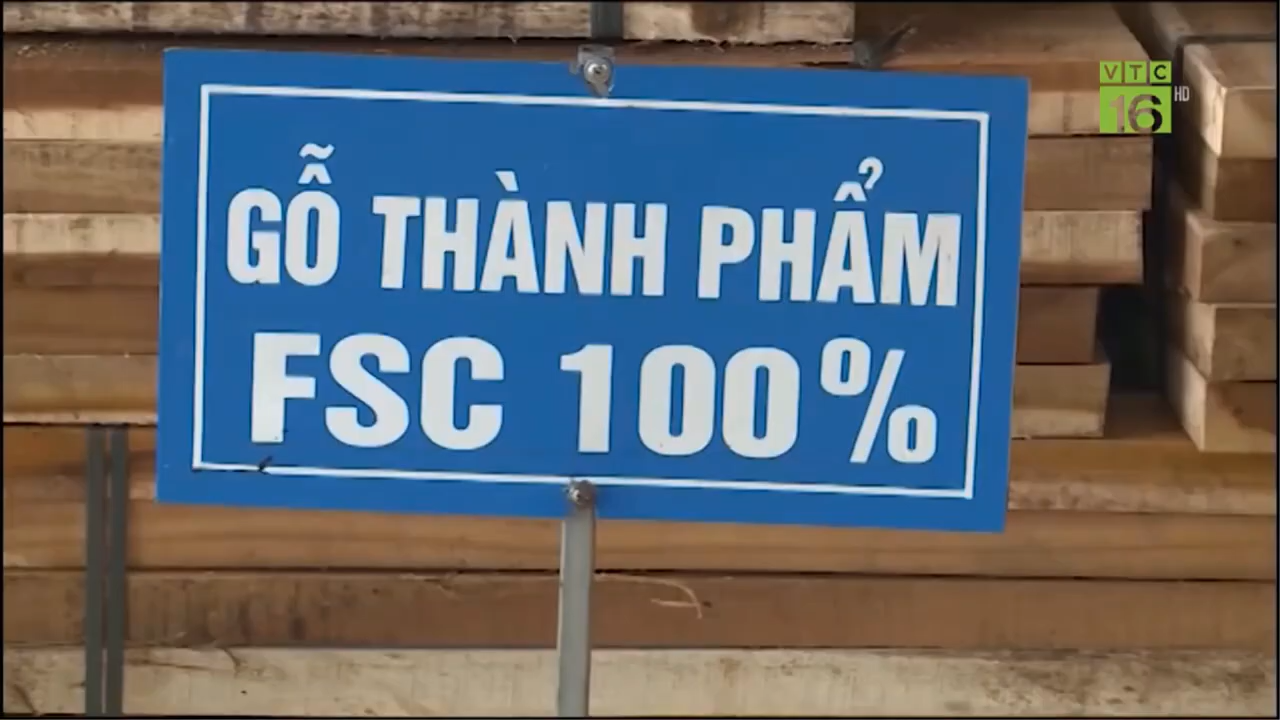 GỖ THÀNH PHẨM
FSC 100%
VTC
16 HD